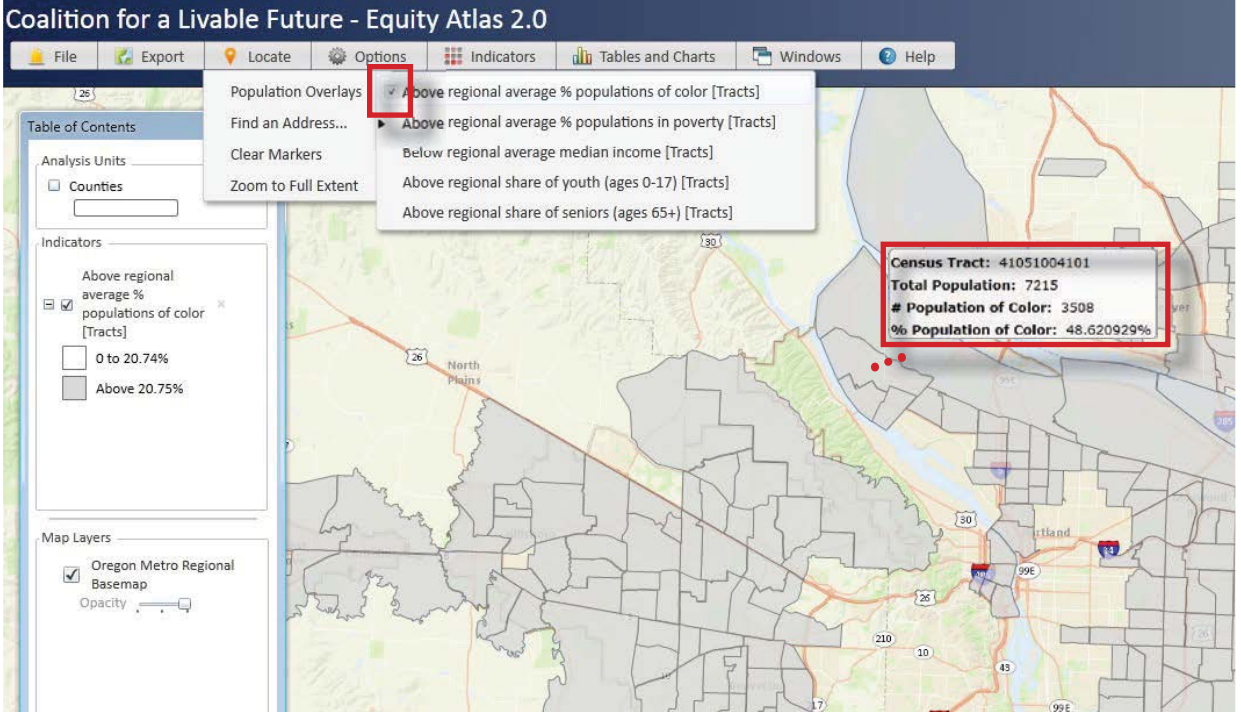 Coalition for a Livable Future - Equity Atlas 2.0
File Export Locate Options Indicators Tables and Charts Windows Help
Population Overlays
Find an Address...
Clear Markers
Zoom to Full Extent
Above regional average % populations of color [Tracts]
Above regional average % populations in poverty [Tracts]
Below regional average median income [Tracts]
Above regional share of youth (ages 0-17) [Tracts]
Above regional share of seniors (ages 65+) [Tracts]
Table of Contents
Analysis Units
Counties
Indicators
Above regional
average %
populations of color
[Tracts]
0 to 20.74%
Above 20.75%
Map Layers
Oregon Metro Regional
Basemap
Opacity
Census Tract: 41051004101
Total Population: 7215
# Population of Color: 3508
% Population of Color: 48.620929%
26
30
26
North
Plains
30
99E
26
210
10
43
17
99E
84
205
26